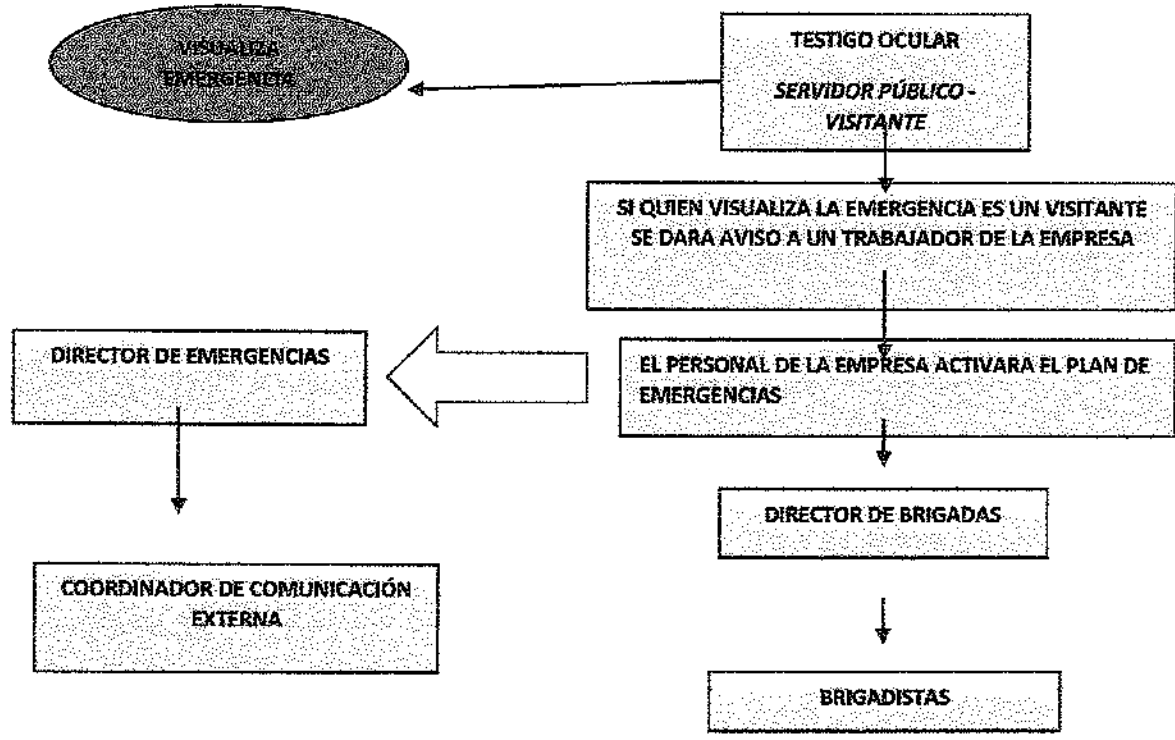 VISUALIZA
EMERGENCIA
TESTIGO OCULAR
SERVIDOR PÚBLICO -
VISITANTE
SI QUIEN VISUALIZA LA EMERGENCIA ES UN VISITANTE
SE DARA AVISO A UN TRABAJADOR DE LA EMPRESA
DIRECTOR DE EMERGENCIAS
EL PERSONAL DE LA EMPRESA ACTIVARA EL PLAN DE
EMERGENCIAS
DIRECTOR DE BRIGADAS
COORDINADOR DE COMUNICACIÓN
EXTERNA
BRIGADISTAS